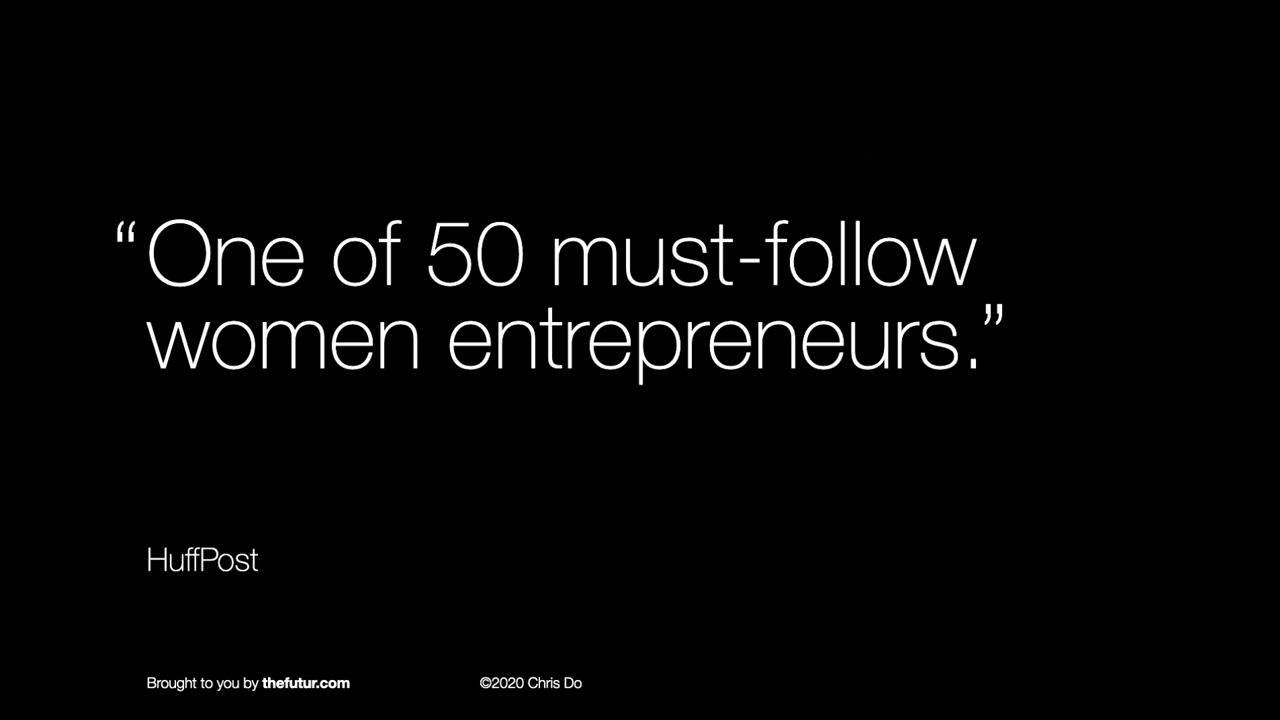 “One of 50 must-follow
women entrepreneurs.”
HuffPost
Brought to you by thefutur.com
©2020 Chris Do